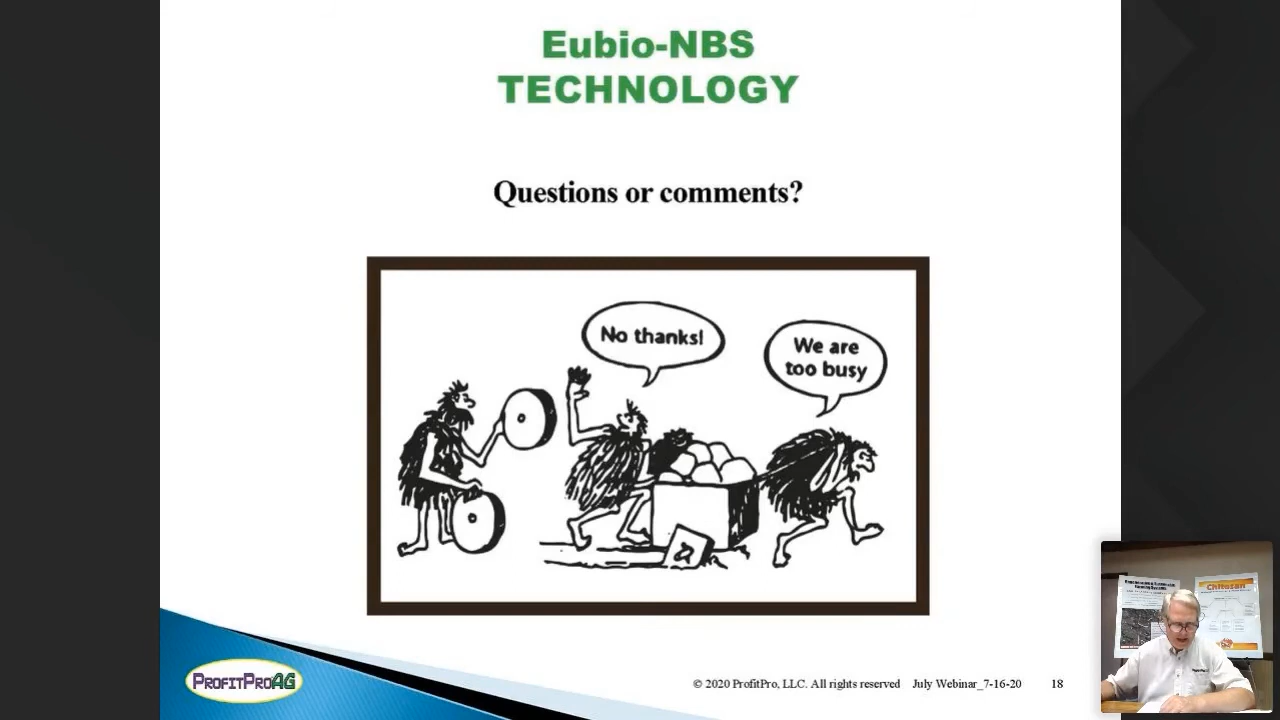 Eubio-NBS
TECHNOLOGY
Questions or comments?
No thanks!
We are
too busy
Chitosan
PROFITPROAG
© 2020 ProfitPro, LLC. All rights reserved July Webinar_7-16-20 18